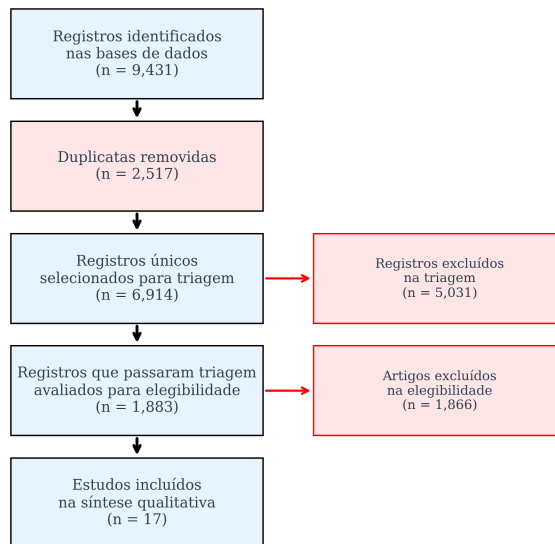 Registros identificados
nas bases de dados
(n = 9,431)
Duplicatas removidas
(n = 2,517)
Registros únicos
selecionados para triagem
(n = 6,914)
Registros excluídos
na triagem
(n = 5,031)
Registros que passaram triagem
avaliados para elegibilidade
(n = 1,883)
Artigos excluídos
na elegibilidade
(n = 1,866)
Estudos incluídos
na síntese qualitativa
(n = 17)